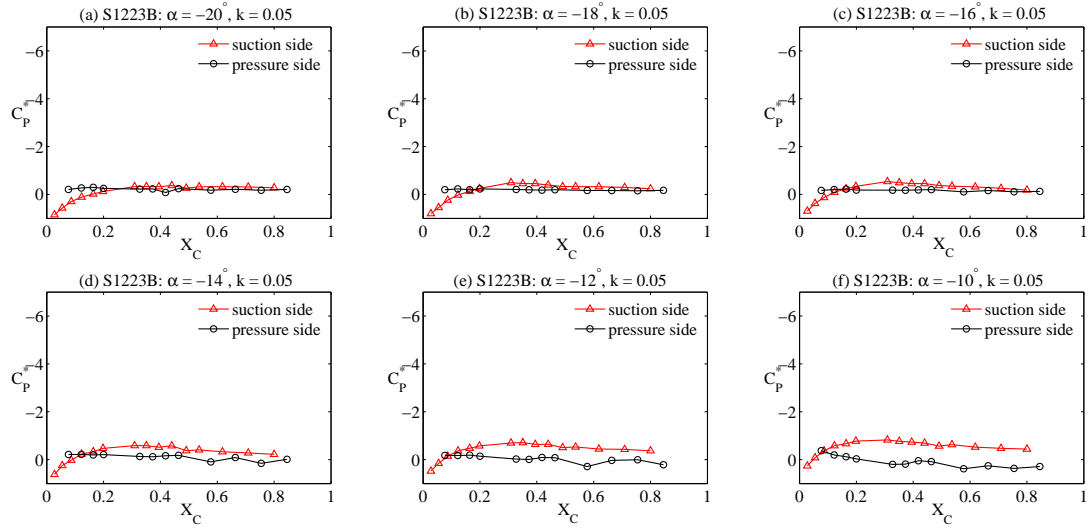 (a) S1223B: α = −20°, k = 0.05
−6
−4
−2
0
C*P
suction side
pressure side
0 0.2 0.4 0.6 0.8 1
XC
(b) S1223B: α = −18°, k = 0.05
−6
−4
−2
0
C*P
suction side
pressure side
0 0.2 0.4 0.6 0.8 1
XC
(c) S1223B: α = −16°, k = 0.05
−6
−4
−2
0
C*P
suction side
pressure side
0 0.2 0.4 0.6 0.8 1
XC
(d) S1223B: α = −14°, k = 0.05
−6
−4
−2
0
C*P
suction side
pressure side
0 0.2 0.4 0.6 0.8 1
XC
(e) S1223B: α = −12°, k = 0.05
−6
−4
−2
0
C*P
suction side
pressure side
0 0.2 0.4 0.6 0.8 1
XC
(f) S1223B: α = −10°, k = 0.05
−6
−4
−2
0
C*P
suction side
pressure side
0 0.2 0.4 0.6 0.8 1
XC